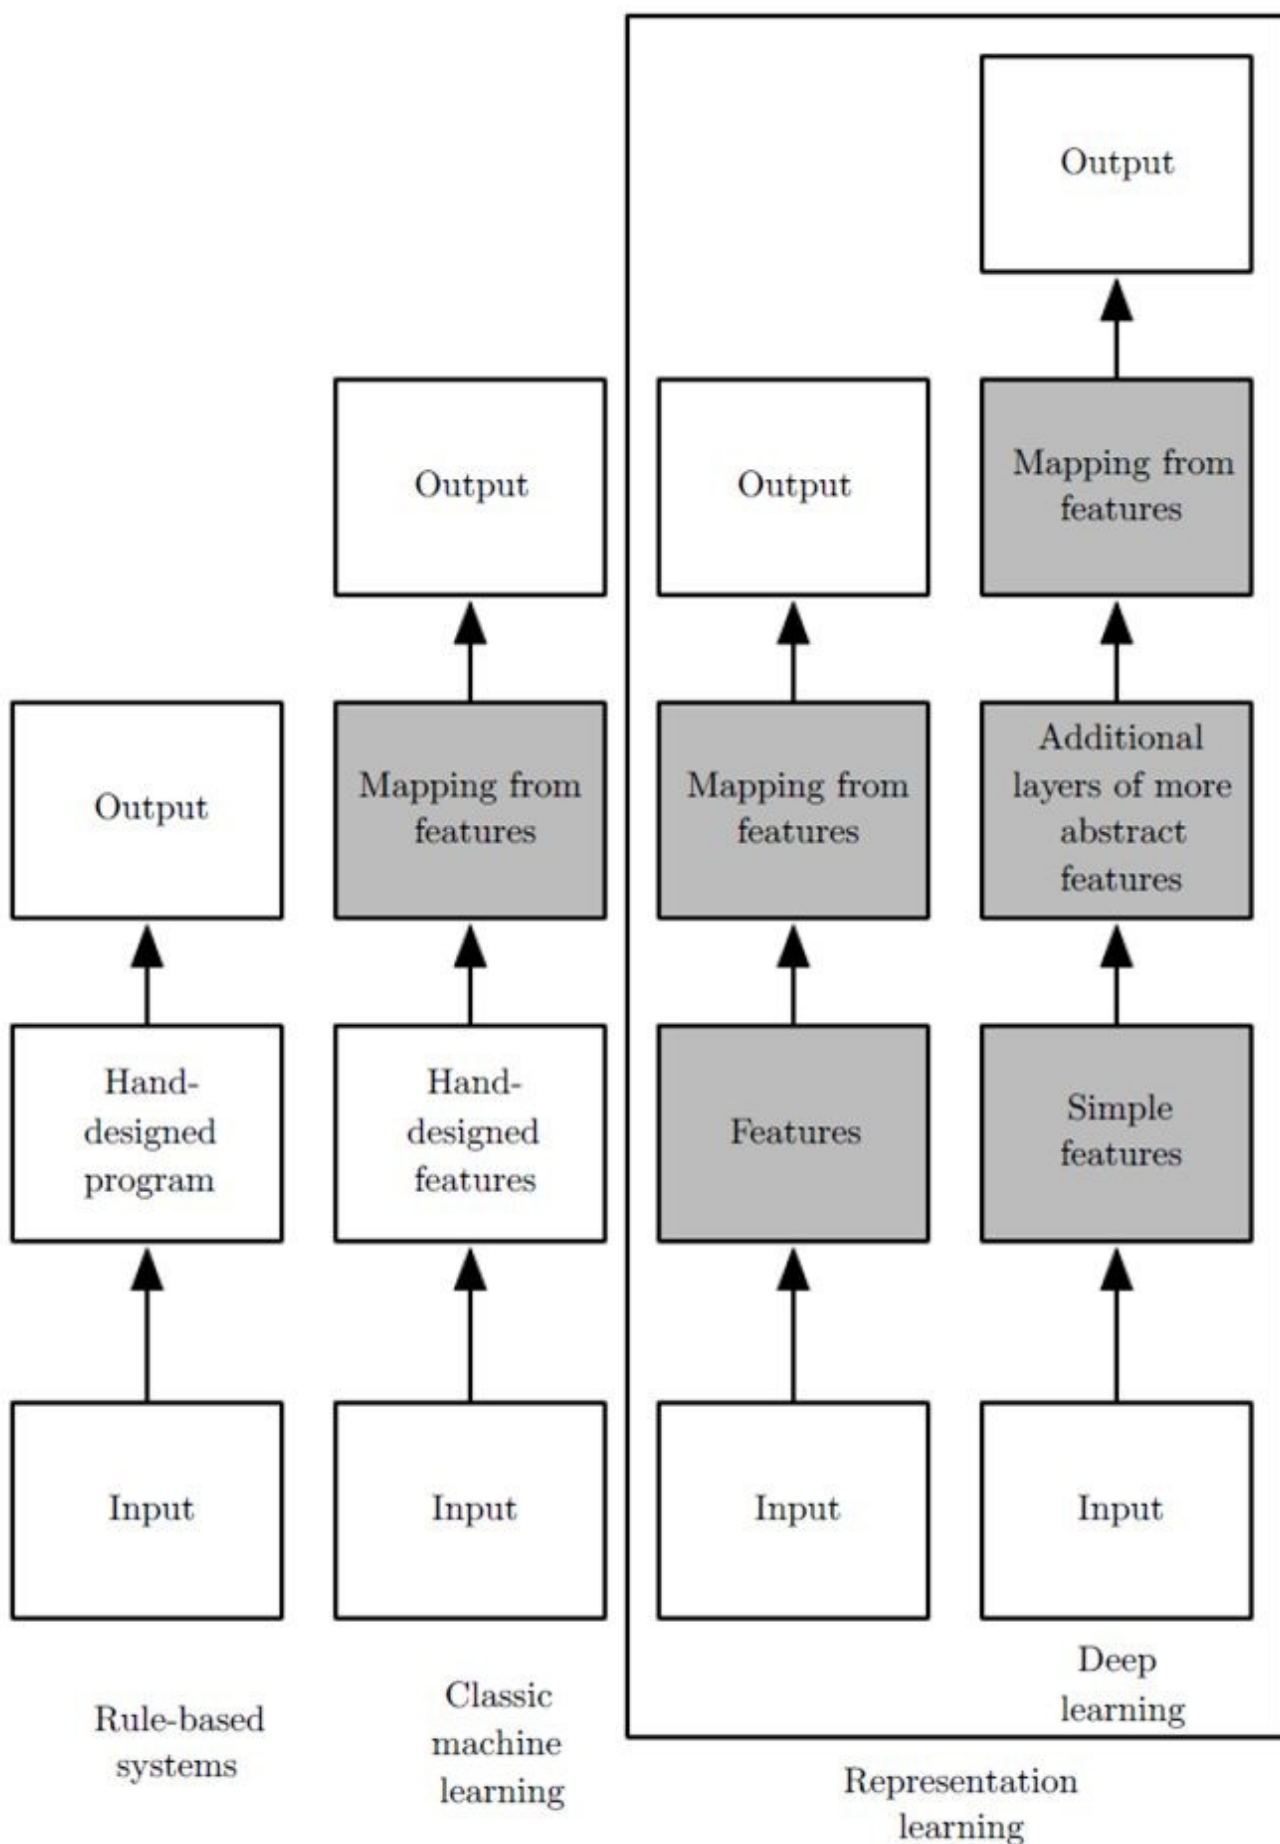 Output
Output
Output
Mapping from
features
Output
Mapping from
features
Mapping from
features
Additional
layers of more
abstract
features
Hand-
designed
program
Hand-
designed
features
Features
Simple
features
Input
Input
Input
Input
Rule-based
systems
Classic
machine
learning
Deep
learning
Representation
learning